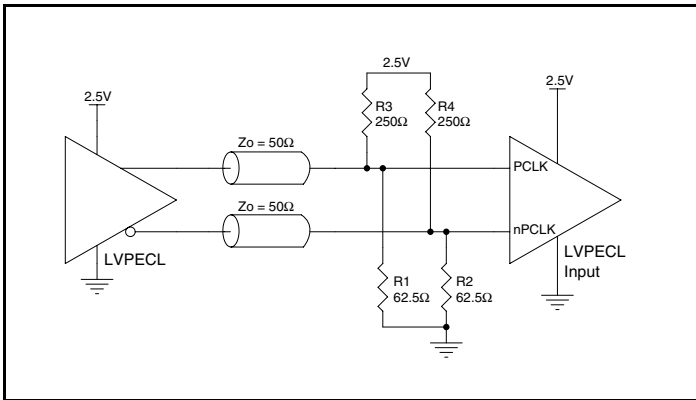 2.5V
2.5V
2.5V
R3
250Ω
R4
250Ω
Zo = 50Ω
PCLK
Zo = 50Ω
nPCLK
LVPECL
LVPECL
Input
R1
62.5Ω
R2
62.5Ω